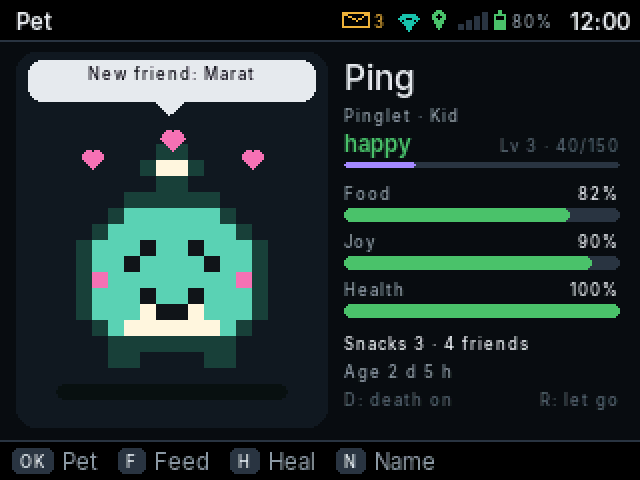 Pet 3 80% 12:00
New friend: Marat
Ping
Pinglet · Kid
happy Lv 3 · 40/150
Food 82%
Joy 90%
Health 100%
Snacks 3 · 4 friends
Age 2 d 5 h
D: death on R: let go
OK Pet F Feed H Heal N Name